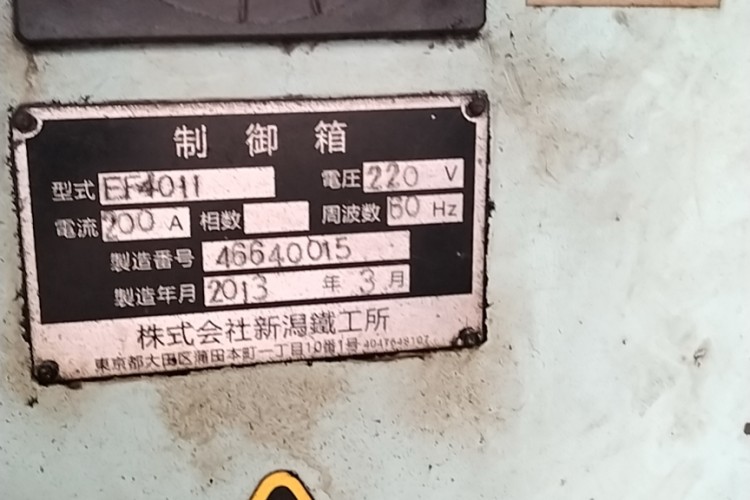 制御箱
型式 EF4011 電圧 220 V
電流 200 A 相数 周波数 60 Hz
製造番号 46640015
製造年月 2013 年 3 月
株式会社新潟鐵工所
東京都大田区蒲田本町一丁目10番1号